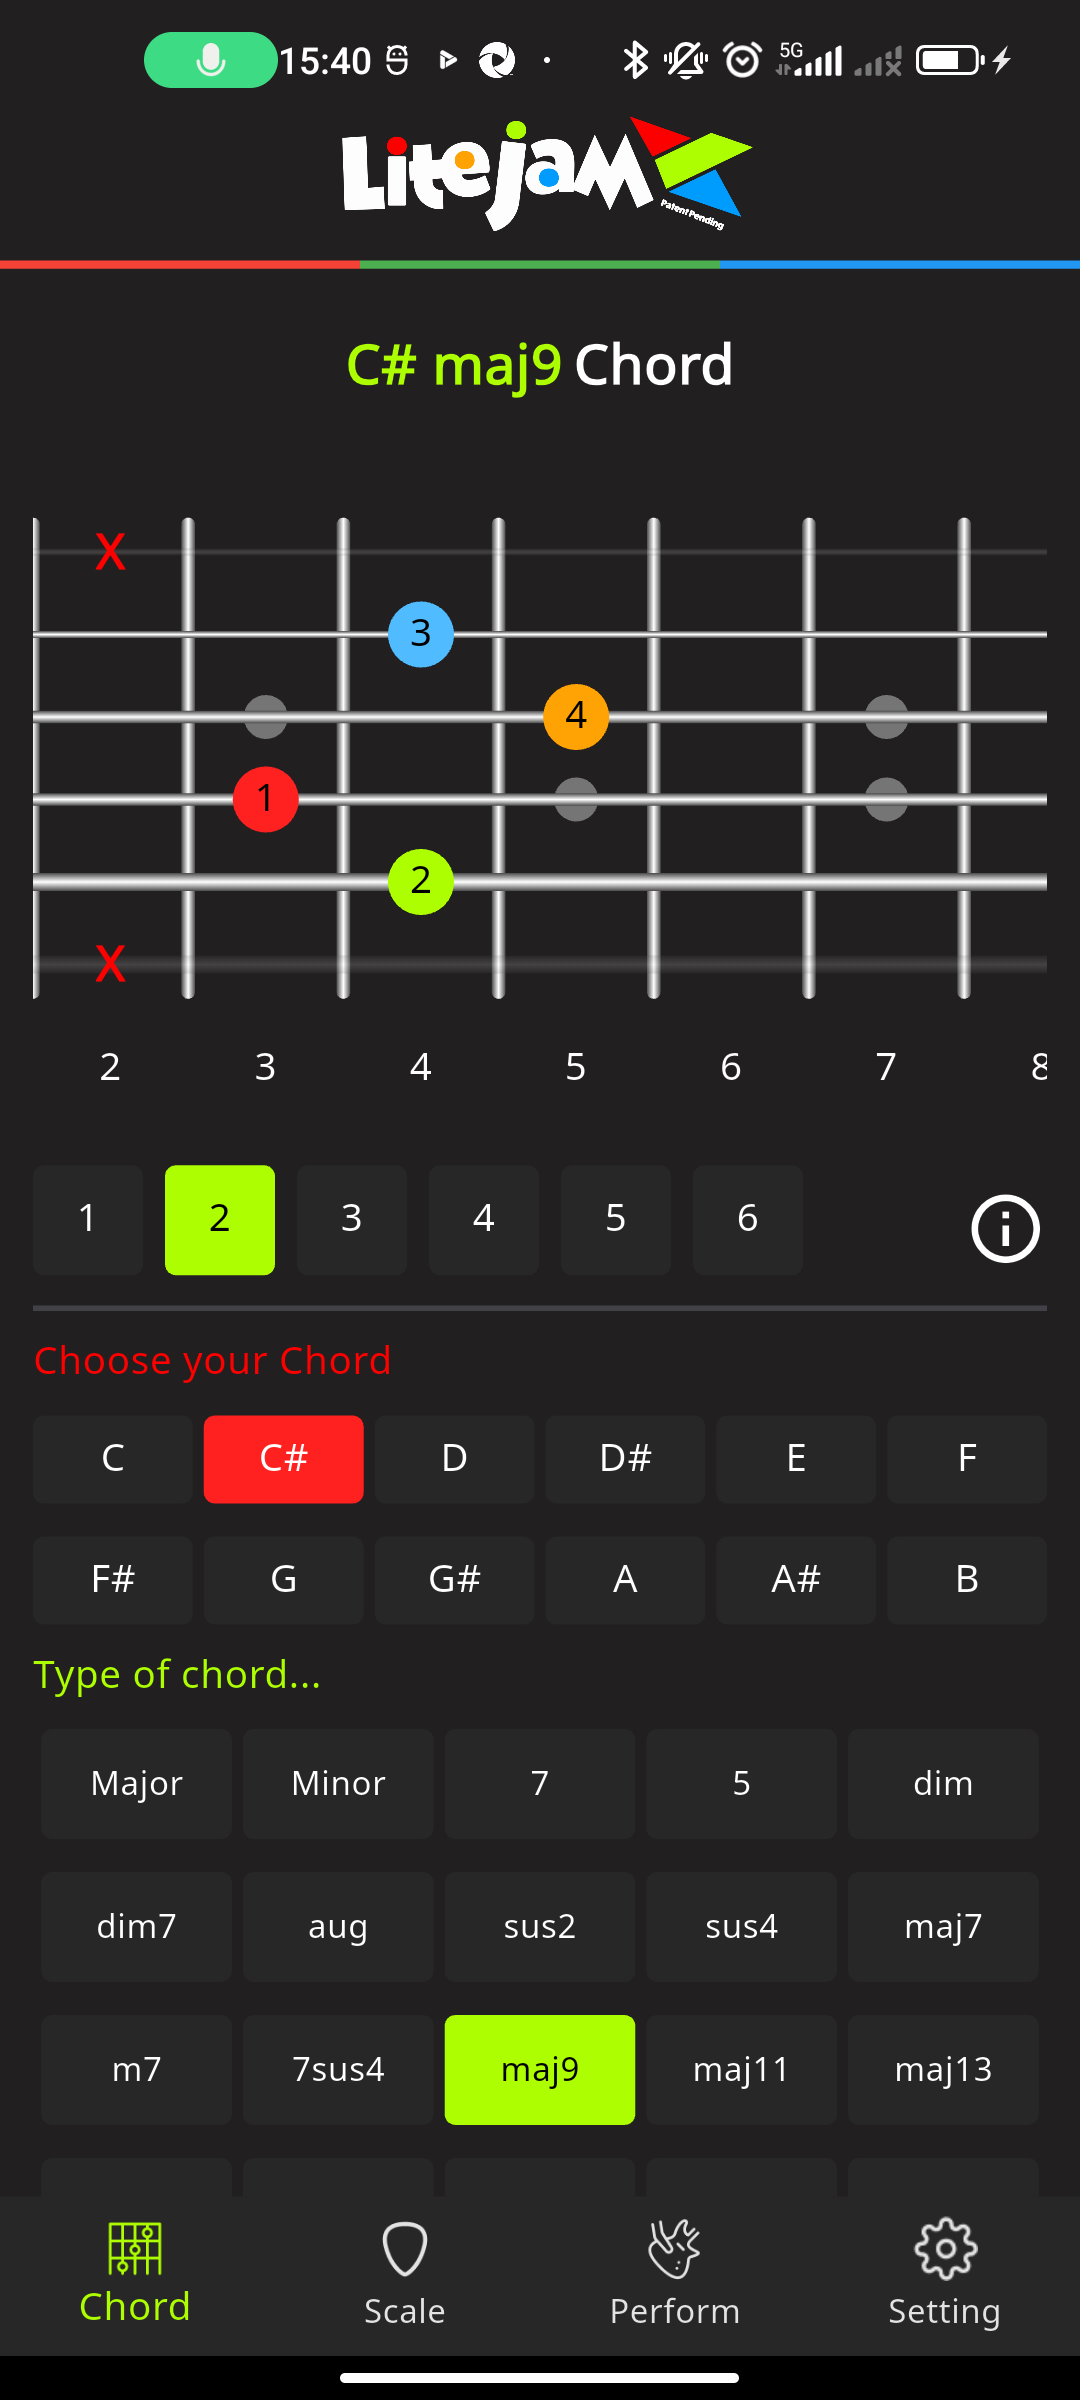 15:40 5G
Litejam
Patent Pending
C# maj9 Chord
X
3
4
1
2
X
2 3 4 5 6 7 8
1 2 3 4 5 6
Choose your Chord
C C# D D# E F
F# G G# A A# B
Type of chord...
Major Minor 7 5 dim
dim7 aug sus2 sus4 maj7
m7 7sus4 maj9 maj11 maj13
Chord Scale Perform Setting